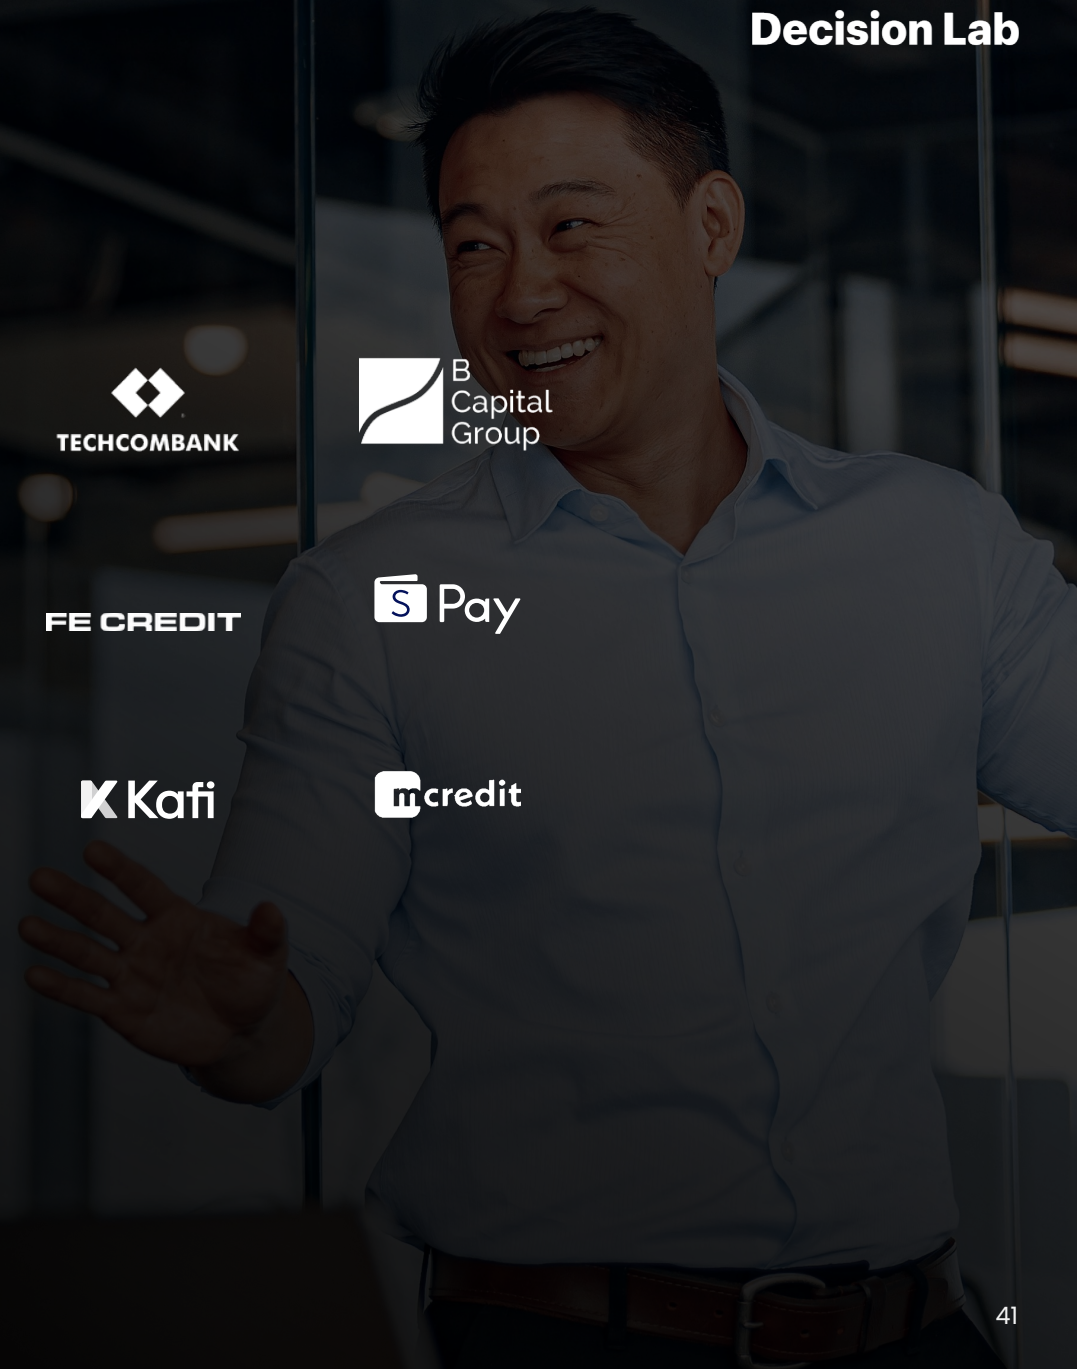 Decision Lab
TECHCOMBANK
B
Capital
Group
FE CREDIT
S Pay
Kafi
mcredit
41